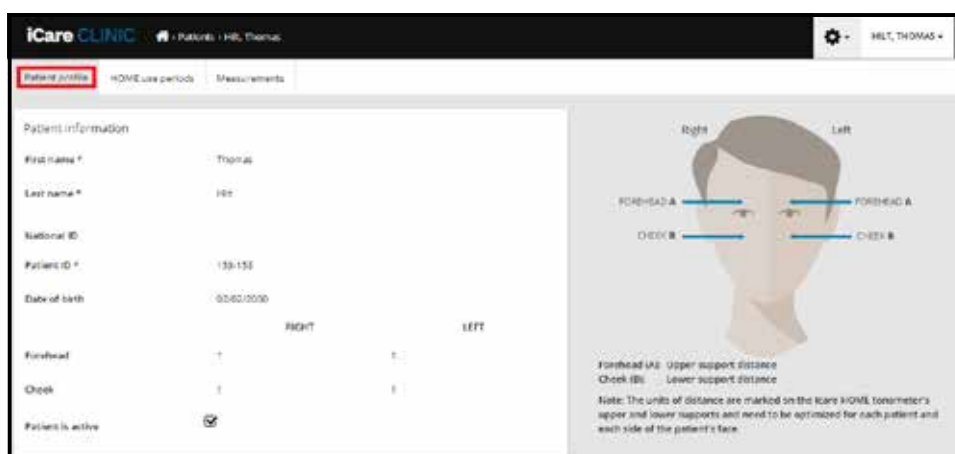 iCare CLINIC › Patients › Hilt, Thomas
HILT, THOMAS
Patient profile HOME use periods Measurements
Patient information
First name * Thomas
Last name * Hilt
National ID
Patient ID *
Date of birth
RIGHT LEFT
Forehead 1 1
Cheek 1 1
Patient is active
Right Left
FOREHEAD A FOREHEAD A
CHEEK B CHEEK B
Forehead (A): Upper support distance
Cheek (B): Lower support distance
Note: The units of distance are marked on the Icare HOME tonometer's
upper and lower supports and need to be optimized for each patient and
each side of the patient's face.